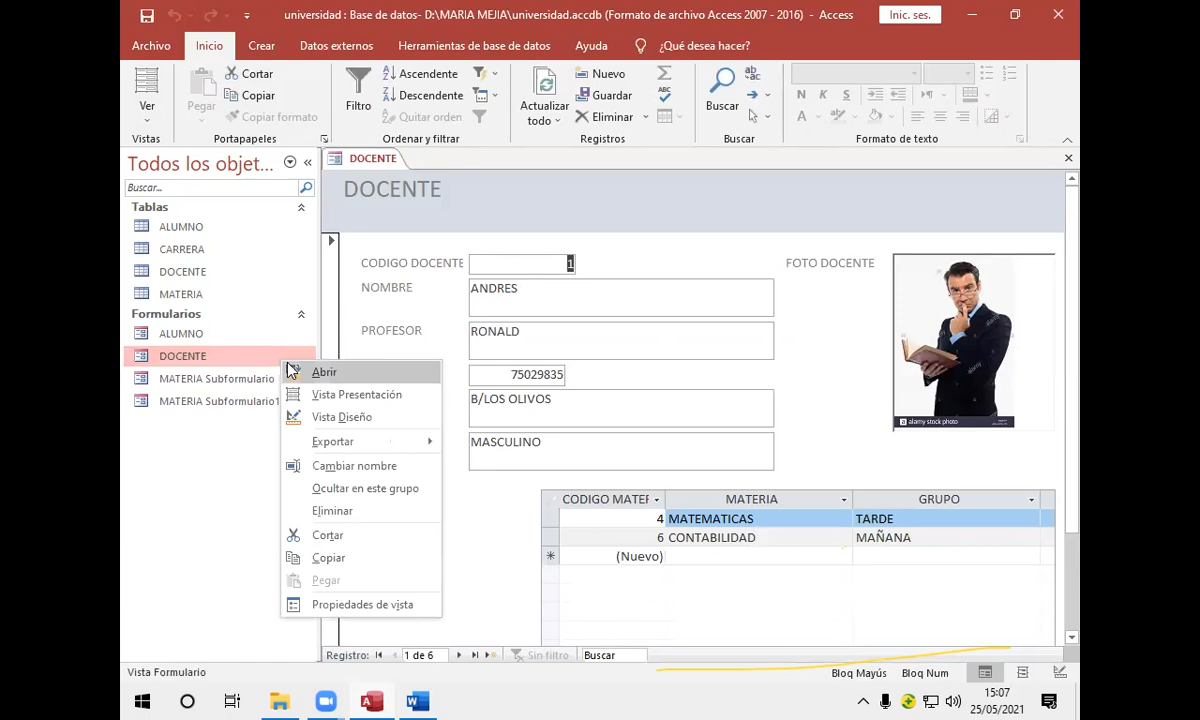 universidad : Base de datos- D:\MARIA MEJIA\universidad.accdb (Formato de archivo Access 2007 - 2016) - Access
Inic. ses.
Archivo Inicio Crear Datos externos Herramientas de base de datos Ayuda ¿Qué desea hacer?
Ver
Pegar
Cortar
Copiar
Copiar formato
Filtro
Ascendente
Descendente
Quitar orden
Actualizar todo
Nuevo
Guardar
Eliminar
Buscar
N K S
A
Vistas Portapapeles Ordenar y filtrar Registros Buscar Formato de texto
Todos los objet...
Buscar...
Tablas
ALUMNO
CARRERA
DOCENTE
MATERIA
Formularios
ALUMNO
DOCENTE
MATERIA Subformulario
MATERIA Subformulario1
Abrir
Vista Presentación
Vista Diseño
Exportar
Cambiar nombre
Ocultar en este grupo
Eliminar
Cortar
Copiar
Pegar
Propiedades de vista
DOCENTE
DOCENTE
CODIGO DOCENTE 1
FOTO DOCENTE
NOMBRE ANDRES
PROFESOR RONALD
75029835
B/LOS OLIVOS
MASCULINO
alamy stock photo
CODIGO MATER MATERIA GRUPO
4 MATEMATICAS TARDE
6 CONTABILIDAD MAÑANA
(Nuevo)
Registro: 1 de 6 Sin filtro Buscar
Vista Formulario Bloq Mayús Bloq Num
15:07
25/05/2021